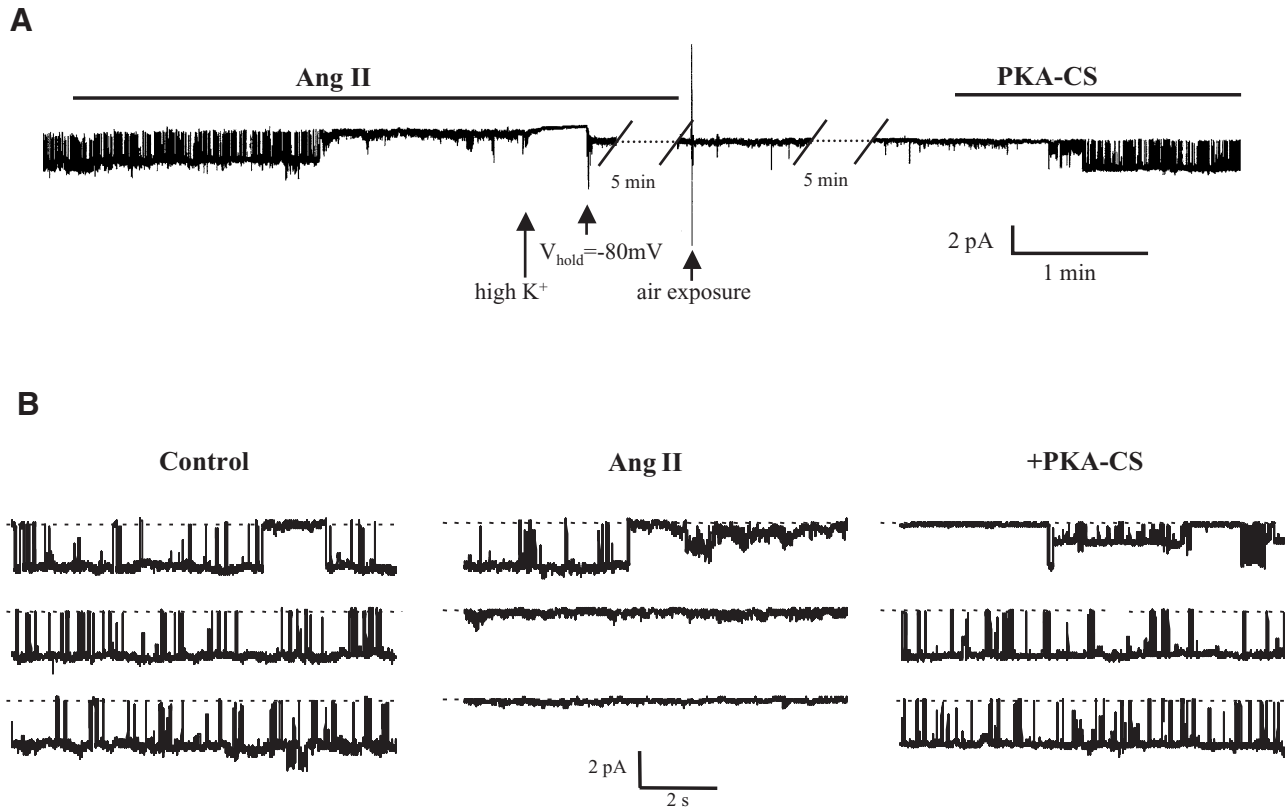 A
Ang II
PKA-CS
5 min
5 min
V_hold=-80mV
high K⁺
air exposure
2 pA
1 min
B
Control
Ang II
+PKA-CS
2 pA
2 s